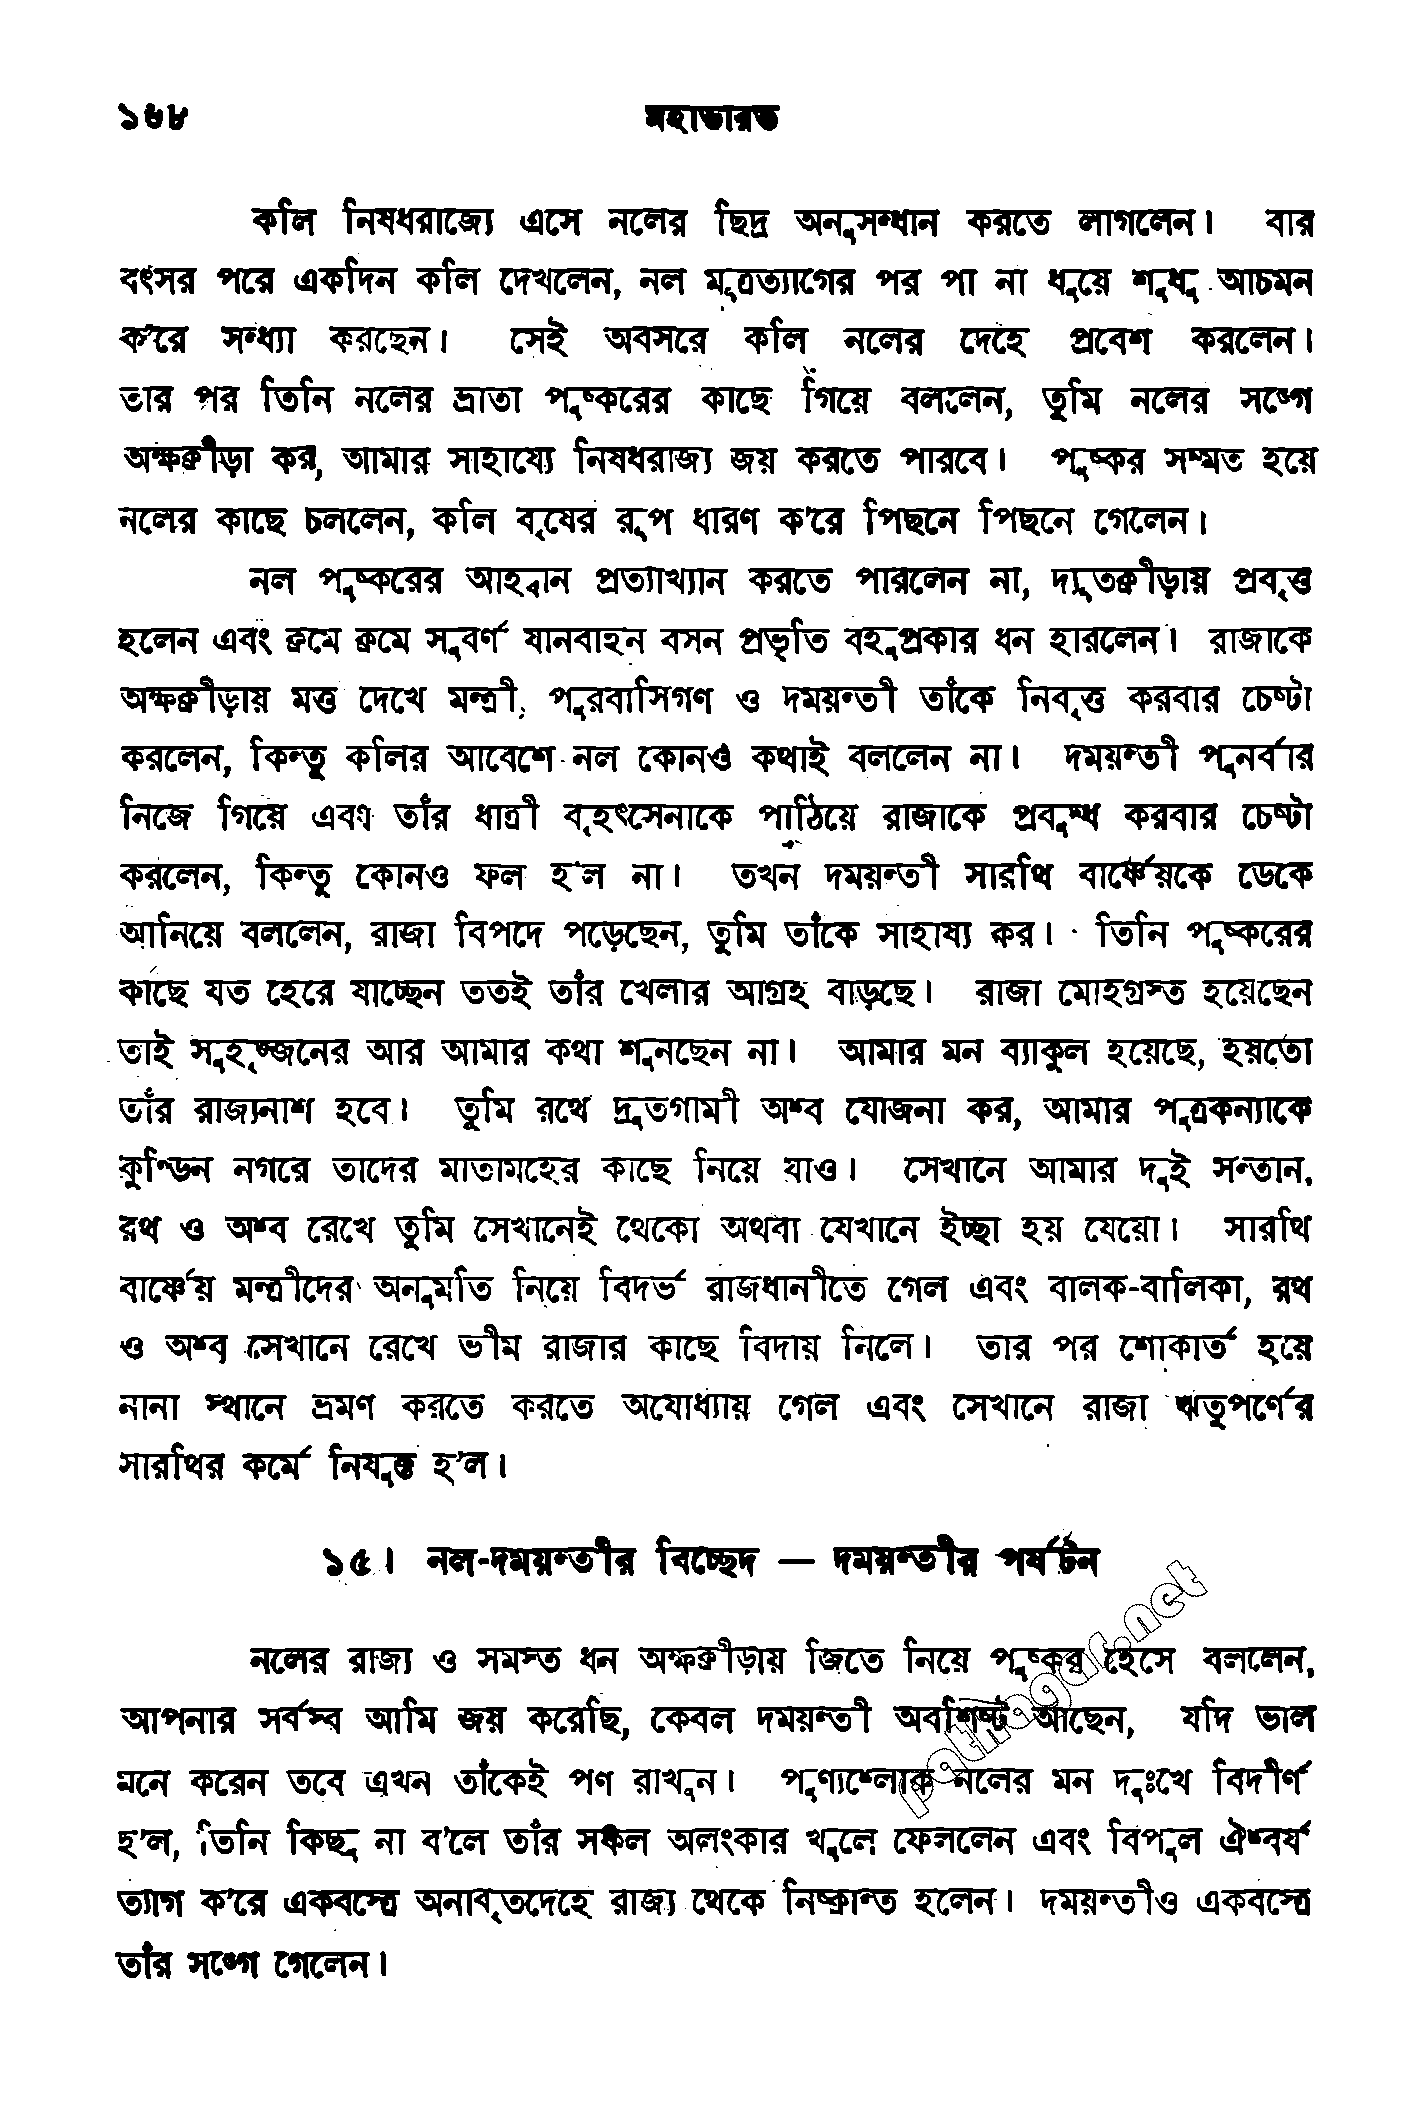 ১৬৮ মহাভারত
কলি নিষধরাজ্যে এসে নলের ছিদ্র অনুসন্ধান করতে লাগলেন। বার
বৎসর পরে একদিন কলি দেখলেন, নল মূত্রত্যাগের পর পা না ধুয়ে শুধু আচমন
ক'রে সন্ধ্যা করছেন। সেই অবসরে কলি নলের দেহে প্রবেশ করলেন।
তার পর তিনি নলের ভ্রাতা পুষ্করের কাছে গিয়ে বললেন, তুমি নলের সঙ্গে
অক্ষক্রীড়া কর, আমার সাহায্যে নিষধরাজ্য জয় করতে পারবে। পুষ্কর সম্মত হয়ে
নলের কাছে চললেন, কলি বৃষের রূপ ধারণ ক'রে পিছনে পিছনে গেলেন।
নল পুষ্করের আহ্বান প্রত্যাখ্যান করতে পারলেন না, দ্যূতক্রীড়ায় প্রবৃত্ত
হলেন এবং ক্রমে ক্রমে সুবর্ণ যানবাহন বসন প্রভৃতি বহুপ্রকার ধন হারলেন। রাজাকে
অক্ষক্রীড়ায় মত্ত দেখে মন্ত্রী, পুরবাসিগণ ও দময়ন্তী তাঁকে নিবৃত্ত করবার চেষ্টা
করলেন, কিন্তু কলির আবেশে নল কোনও কথাই বললেন না। দময়ন্তী পুনর্বার
নিজে গিয়ে এবং তাঁর ধাত্রী বৃহৎসেনাকে পাঠিয়ে রাজাকে প্রবুদ্ধ করবার চেষ্টা
করলেন, কিন্তু কোনও ফল হ'ল না। তখন দময়ন্তী সারথি বার্ষ্ণেয়কে ডেকে
আনিয়ে বললেন, রাজা বিপদে পড়েছেন, তুমি তাঁকে সাহায্য কর। তিনি পুষ্করের
কাছে যত হেরে যাচ্ছেন ততই তাঁর খেলার আগ্রহ বাড়ছে। রাজা মোহগ্রস্ত হয়েছেন
তাই সুহৃজ্জনের আর আমার কথা শুনছেন না। আমার মন ব্যাকুল হয়েছে, হয়তো
তাঁর রাজ্যনাশ হবে। তুমি রথে দ্রুতগামী অশ্ব যোজনা কর, আমার পুত্রকন্যাকে
কুণ্ডিন নগরে তাদের মাতামহের কাছে নিয়ে যাও। সেখানে আমার দুই সন্তান,
রথ ও অশ্ব রেখে তুমি সেখানেই থেকো অথবা যেখানে ইচ্ছা হয় যেয়ো। সারথি
বার্ষ্ণেয় মন্ত্রীদের অনুমতি নিয়ে বিদর্ভ রাজধানীতে গেল এবং বালক-বালিকা, রথ
ও অশ্ব সেখানে রেখে ভীম রাজার কাছে বিদায় নিলে। তার পর শোকার্ত হয়ে
নানা স্থানে ভ্রমণ করতে করতে অযোধ্যায় গেল এবং সেখানে রাজা ঋতুপর্ণের
সারথির কর্মে নিযুক্ত হ'ল।
১৫। নল-দময়ন্তীর বিচ্ছেদ — দময়ন্তীর পর্যটন
নলের রাজ্য ও সমস্ত ধন অক্ষক্রীড়ায় জিতে নিয়ে পুষ্কর হেসে বললেন,
আপনার সর্বস্ব আমি জয় করেছি, কেবল দময়ন্তী অবশিষ্ট আছেন, যদি ভাল
মনে করেন তবে এখন তাঁকেই পণ রাখুন। পুণ্যশ্লোক নলের মন দুঃখে বিদীর্ণ
হ'ল, তিনি কিছু না ব'লে তাঁর সকল অলংকার খুলে ফেললেন এবং বিপুল ঐশ্বর্য
ত্যাগ ক'রে একবস্ত্রে অনাবৃতদেহে রাজ্য থেকে নিষ্ক্রান্ত হলেন। দময়ন্তীও একবস্ত্রে
তাঁর সঙ্গে গেলেন।
pathagar.net